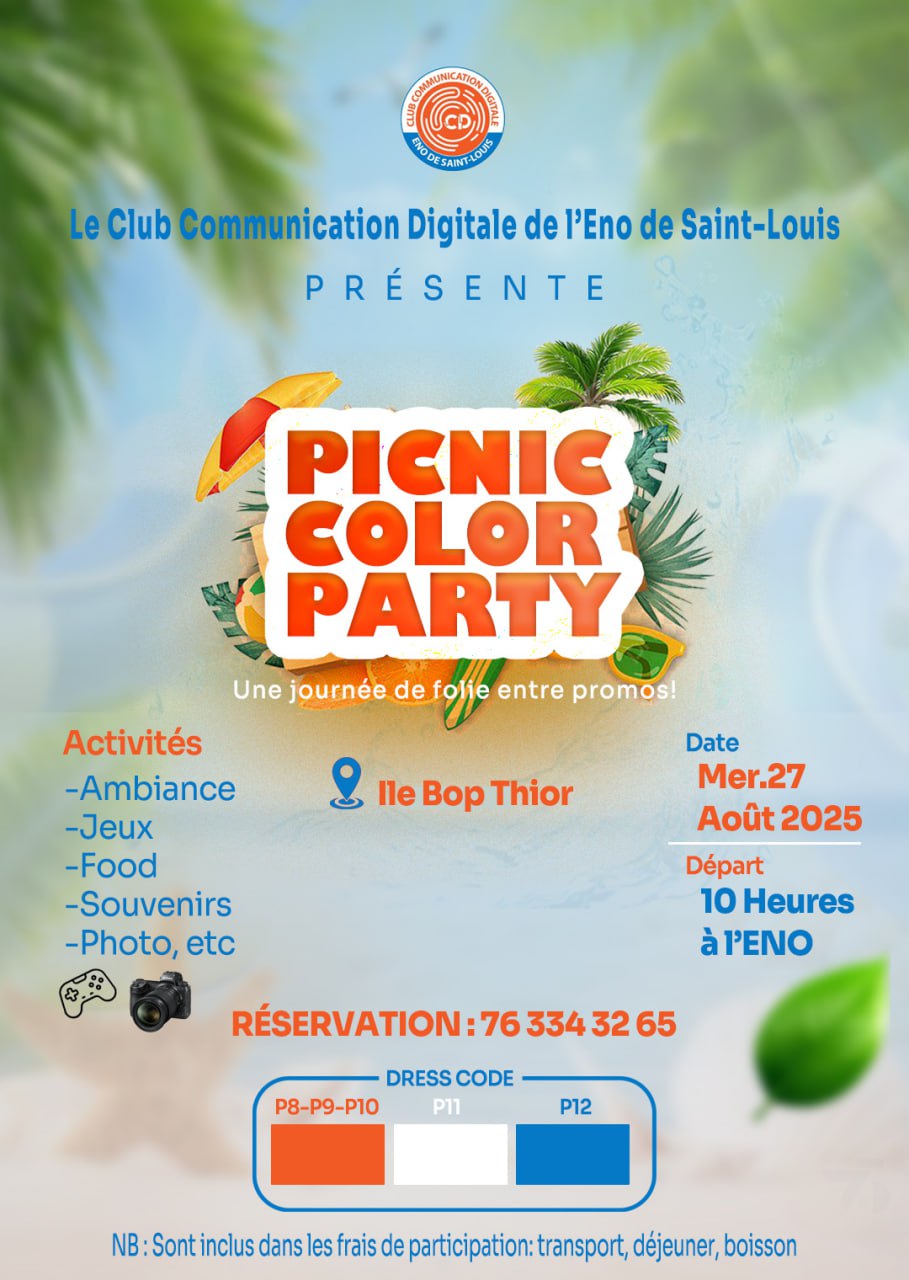 CLUB COMMUNICATION DIGITALE
CD
ENO DE SAINT-LOUIS
Le Club Communication Digitale de l'Eno de Saint-Louis
PRÉSENTE
PICNIC
COLOR
PARTY
Une journée de folie entre promos!
Activités
-Ambiance
-Jeux
-Food
-Souvenirs
-Photo, etc
Ile Bop Thior
Date
Mer.27
Août 2025
Départ
10 Heures
à l'ENO
RÉSERVATION : 76 334 32 65
DRESS CODE
P8-P9-P10 P11 P12
NB : Sont inclus dans les frais de participation: transport, déjeuner, boisson